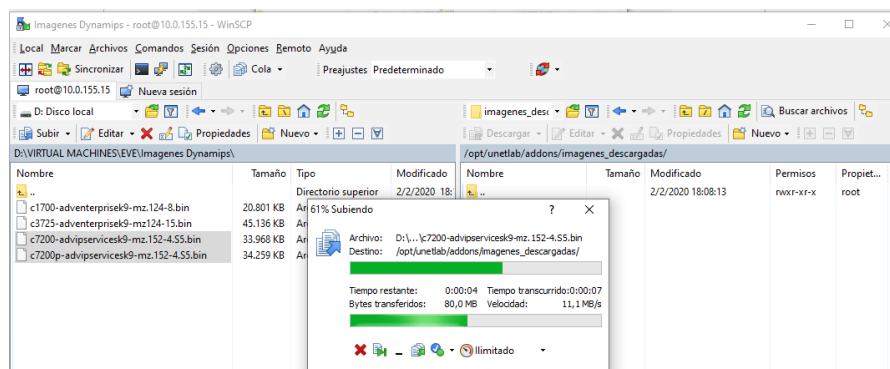 Imagenes Dynamips - root@10.0.155.15 - WinSCP
Local Marcar Archivos Comandos Sesión Opciones Remoto Ayuda
Sincronizar Cola Preajustes Predeterminado
root@10.0.155.15 Nueva sesión
D: Disco local imagenes_desc Buscar archivos
Subir Editar Propiedades Nuevo Descargar Editar Propiedades Nuevo
D:\VIRTUAL MACHINES\EVE\Imagenes Dynamips\ /opt/unetlab/addons/imagenes_descargadas/
Nombre Tamaño Tipo Modificado Nombre Tamaño Modificado Permisos Propiet...
.. Directorio superior 2/2/2020 18: .. 2/2/2020 18:08:13 rwxr-xr-x root
c1700-adventerprisek9-mz.124-8.bin 20.801 KB Ar
c3725-adventerprisek9-mz124-15.bin 45.136 KB Ar
c7200-advipservicesk9-mz.152-4.S5.bin 33.968 KB Ar
c7200p-advipservicesk9-mz.152-4.S5.bin 34.259 KB Ar
61% Subiendo ? ×
Archivo: D:\...\c7200-advipservicesk9-mz.152-4.S5.bin
Destino: /opt/unetlab/addons/imagenes_descargadas/
Tiempo restante: 0:00:04 Tiempo transcurrido:0:00:07
Bytes transferidos: 80,0 MB Velocidad: 11,1 MB/s
Ilimitado